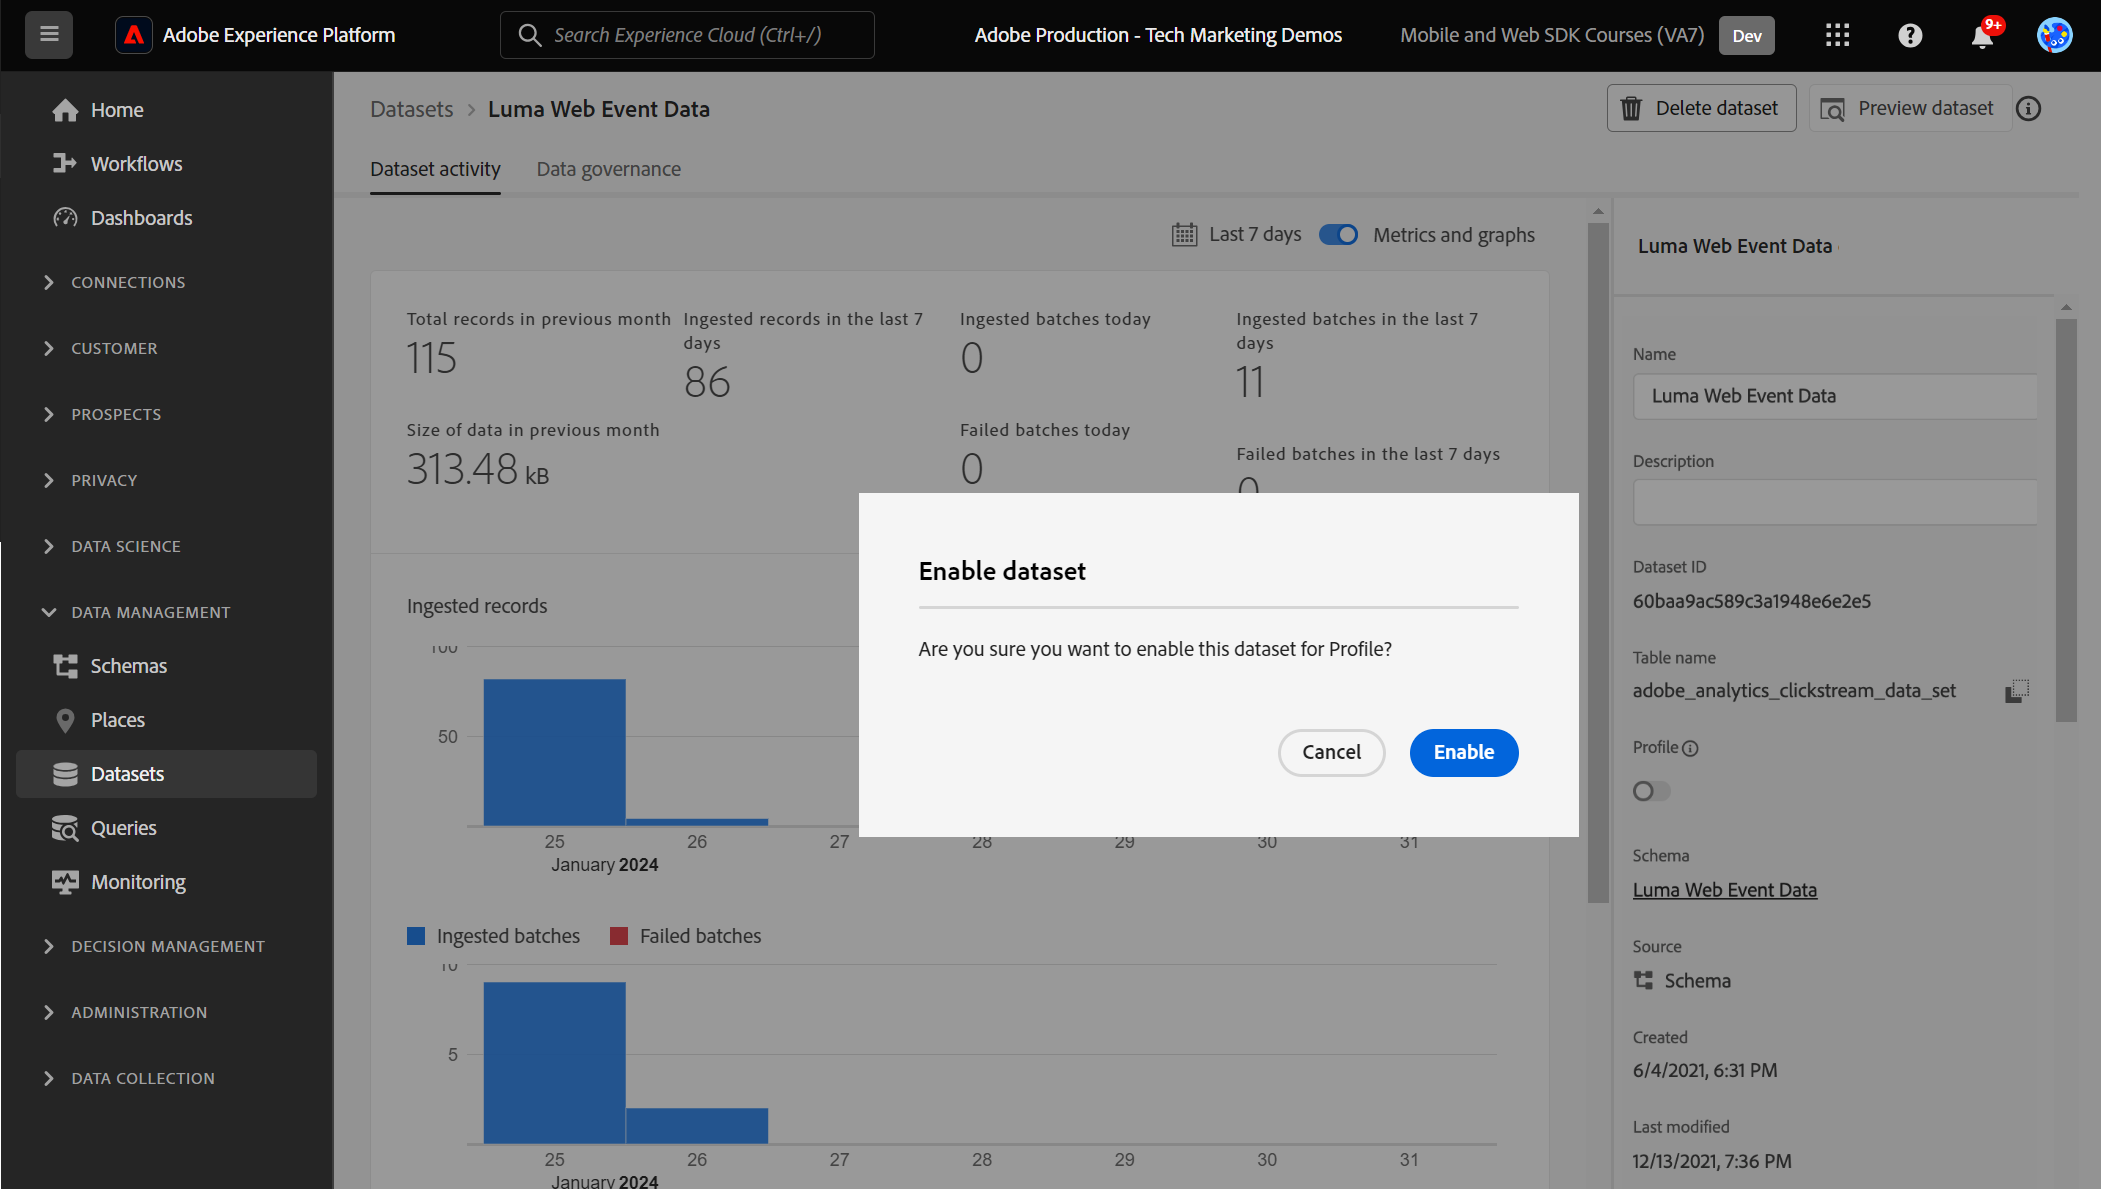 Adobe Experience Platform
Search Experience Cloud (Ctrl+/)
Adobe Production - Tech Marketing Demos
Mobile and Web SDK Courses (VA7)
Dev
9+
Home
Workflows
Dashboards
CONNECTIONS
CUSTOMER
PROSPECTS
PRIVACY
DATA SCIENCE
DATA MANAGEMENT
Schemas
Places
Datasets
Queries
Monitoring
DECISION MANAGEMENT
ADMINISTRATION
DATA COLLECTION
Datasets > Luma Web Event Data
Delete dataset
Preview dataset
Dataset activity
Data governance
Last 7 days
Metrics and graphs
Total records in previous month
115
Ingested records in the last 7
days
86
Ingested batches today
0
Ingested batches in the last 7
days
11
Size of data in previous month
313.48 kB
Failed batches today
0
Failed batches in the last 7 days
0
Ingested records
100
50
25 26 27 28 29 30 31
January 2024
Ingested batches
Failed batches
10
5
25 26 27 28 29 30 31
January 2024
Enable dataset
Are you sure you want to enable this dataset for Profile?
Cancel
Enable
Luma Web Event Data
Name
Luma Web Event Data
Description
Dataset ID
60baa9ac589c3a1948e6e2e5
Table name
adobe_analytics_clickstream_data_set
Profile
Schema
Luma Web Event Data
Source
Schema
Created
6/4/2021, 6:31 PM
Last modified
12/13/2021, 7:36 PM